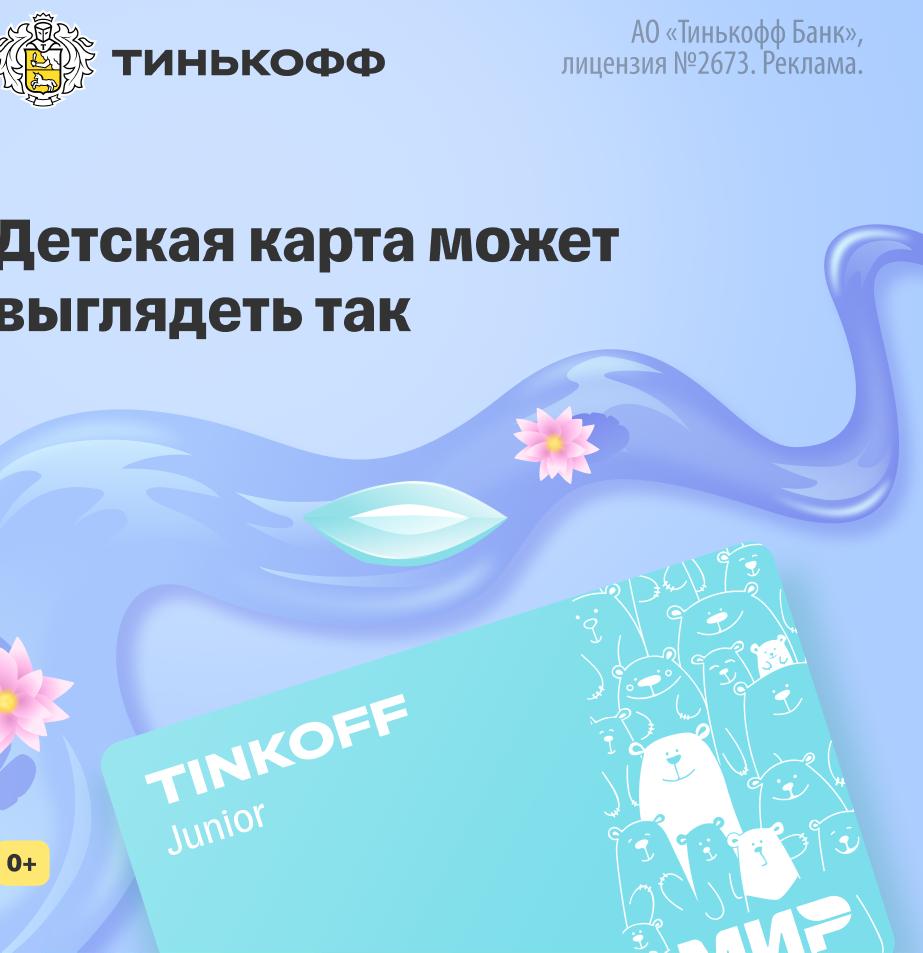 ТИНЬКОФФ
АО «Тинькофф Банк»,
лицензия №2673. Реклама.
Детская карта может
выглядеть так
TINKOFF
Junior
0+
МИР